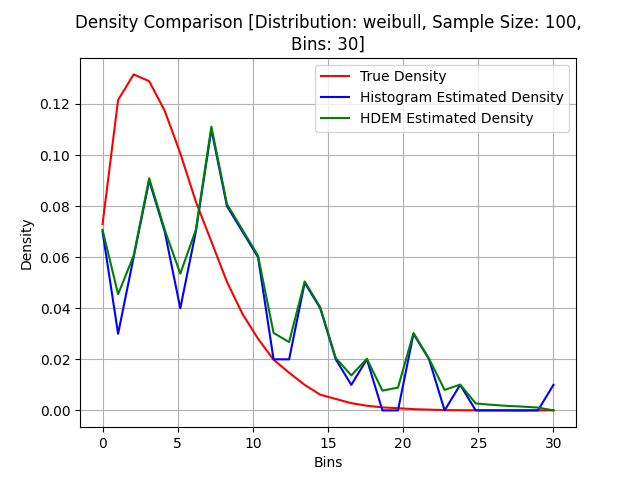 Density Comparison [Distribution: weibull, Sample Size: 100,
Bins: 30]
True Density
Histogram Estimated Density
HDEM Estimated Density
Density
0.12
0.10
0.08
0.06
0.04
0.02
0.00
0 5 10 15 20 25 30
Bins